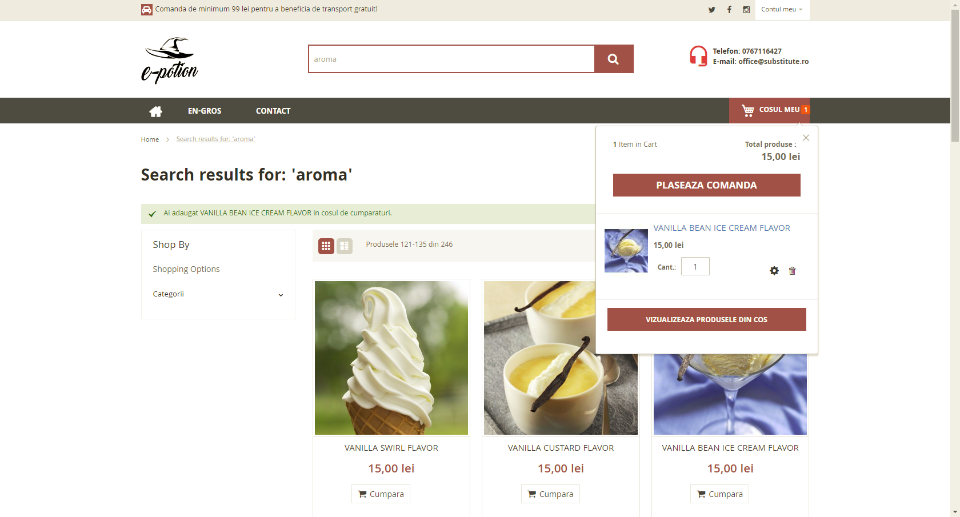 Comanda de minimum 99 lei pentru a beneficia de transport gratuit!
Contul meu
e-potion
aroma
Telefon: 0767116427
E-mail: office@substitute.ro
EN-GROS
CONTACT
COSUL MEU 1
Home
Search results for: 'aroma'
1 Item in Cart
Total produse :
15,00 lei
PLASEAZA COMANDA
Search results for: 'aroma'
Ai adaugat VANILLA BEAN ICE CREAM FLAVOR in cosul de cumparaturi.
VANILLA BEAN ICE CREAM FLAVOR
15,00 lei
Cant.: 1
VIZUALIZEAZA PRODUSELE DIN COS
Shop By
Shopping Options
Categorii
Produsele 121-135 din 246
VANILLA SWIRL FLAVOR
15,00 lei
Cumpara
VANILLA CUSTARD FLAVOR
15,00 lei
Cumpara
VANILLA BEAN ICE CREAM FLAVOR
15,00 lei
Cumpara